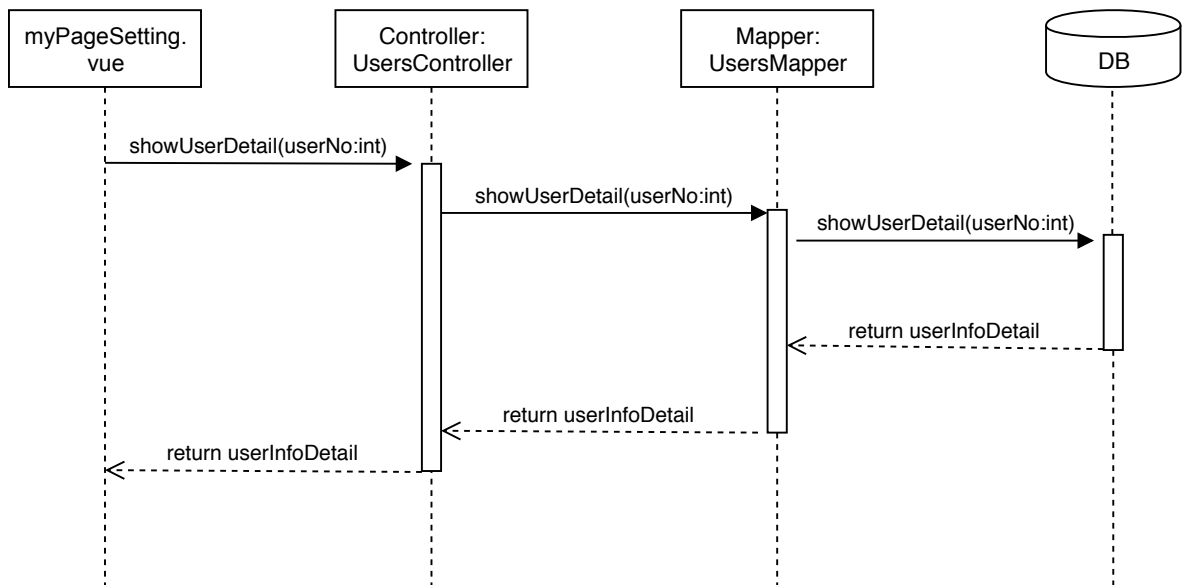 myPageSetting.
vue
Controller:
UsersController
Mapper:
UsersMapper
DB
showUserDetail(userNo:int)
showUserDetail(userNo:int)
showUserDetail(userNo:int)
return userInfoDetail
return userInfoDetail
return userInfoDetail